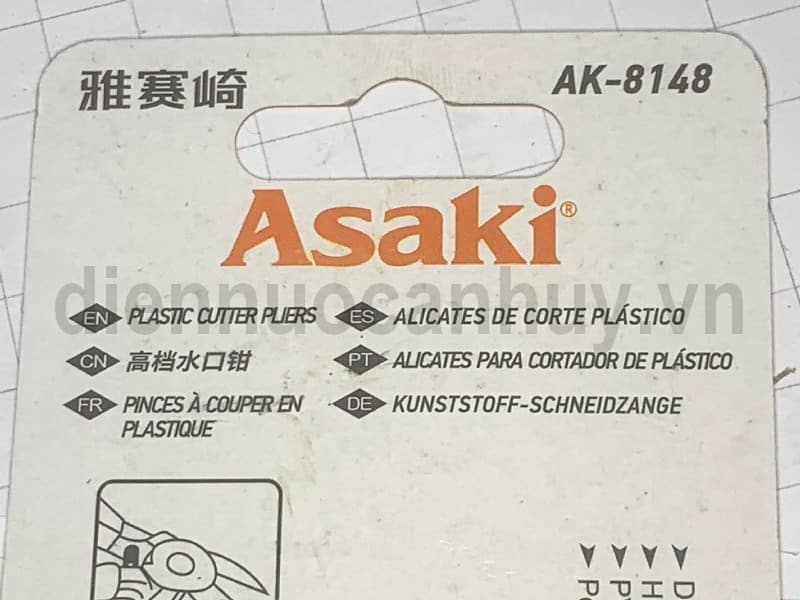 雅赛崎
AK-8148
Asaki®
diennuocanhuy.vn
EN PLASTIC CUTTER PLIERS
ES ALICATES DE CORTE PLÁSTICO
CN 高档水口钳
PT ALICATES PARA CORTADOR DE PLÁSTICO
FR PINCES À COUPER EN
PLASTIQUE
DE KUNSTSTOFF-SCHNEIDZANGE